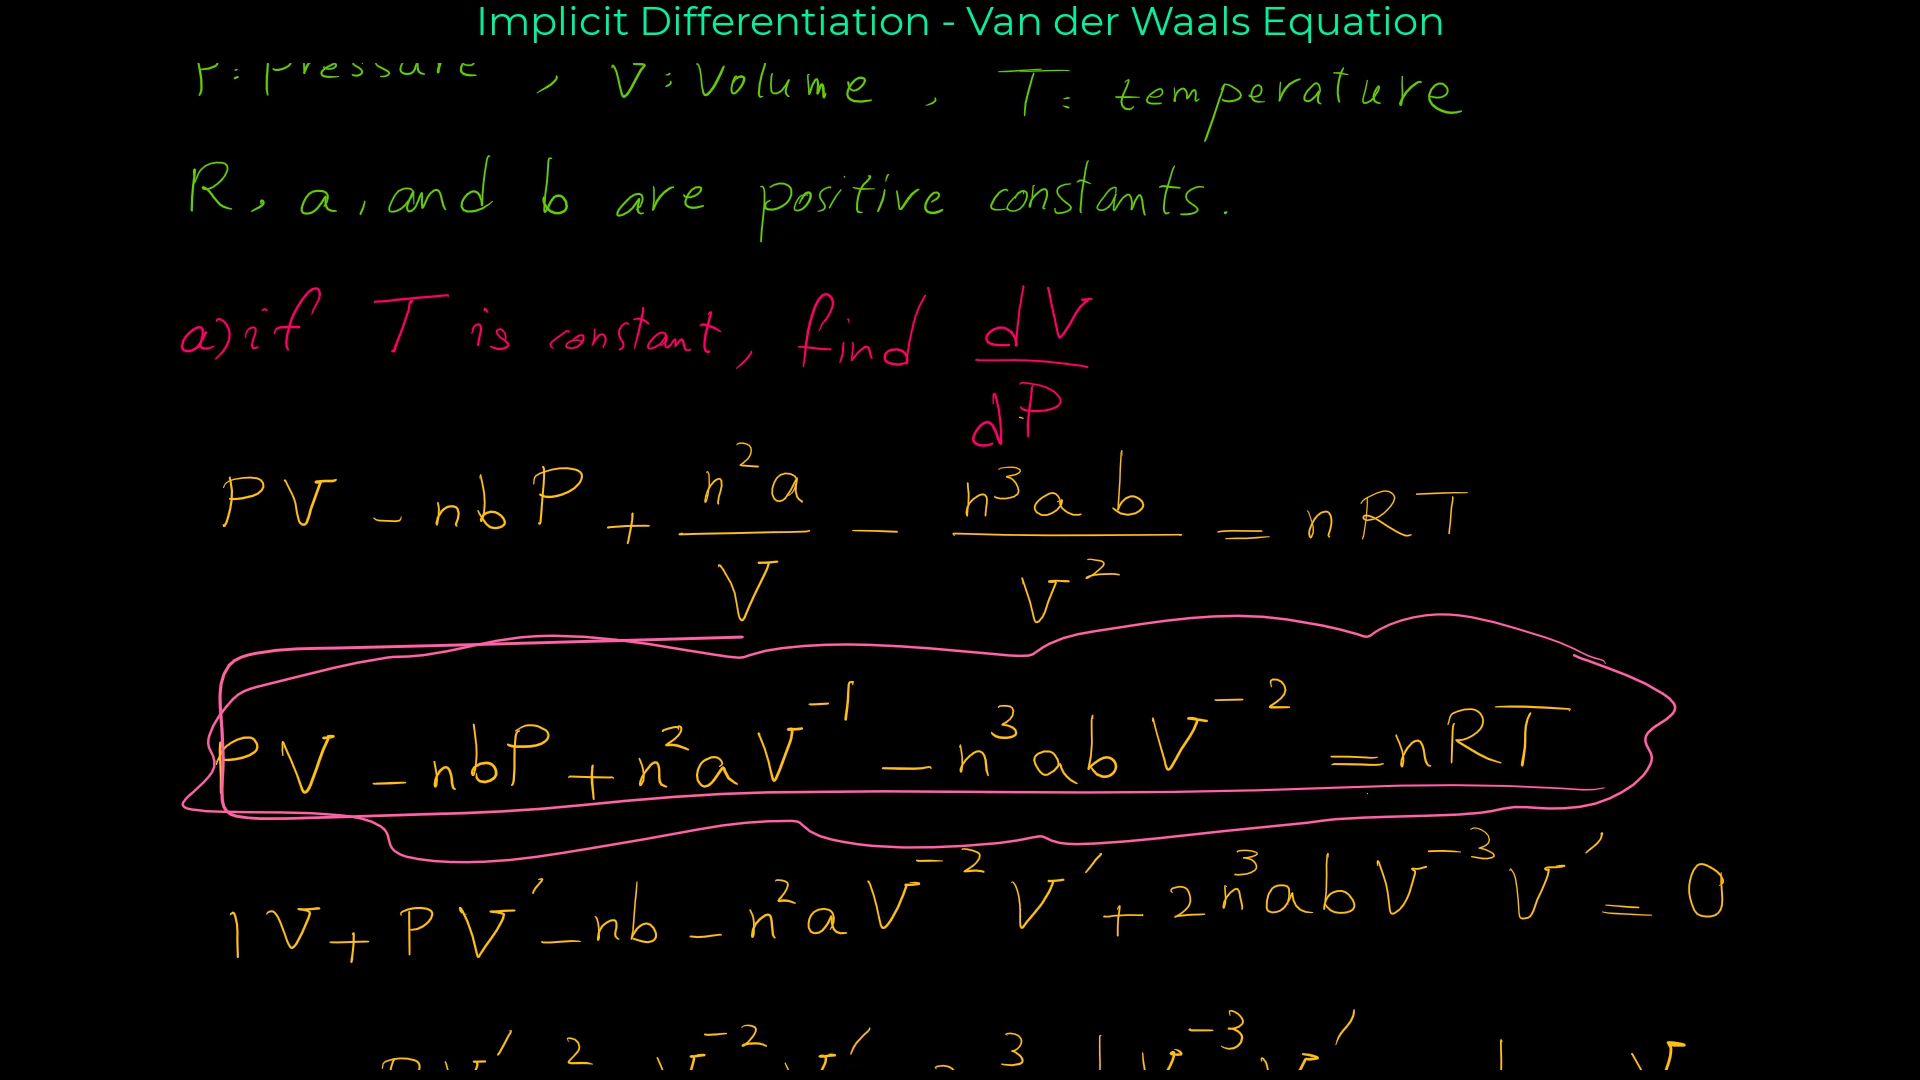 Implicit Differentiation - Van der Waals Equation
P: pressure, V: Volume, T: temperature
R, a, and b are positive constants.
a) if T is constant, find dV/dP
PV - nbP + n²a/V - n³ab/V² = nRT
PV - nbP + n²aV⁻¹ - n³abV⁻² = nRT
1V + PV′ - nb - n²aV⁻²V′ + 2n³abV⁻³V′ = 0